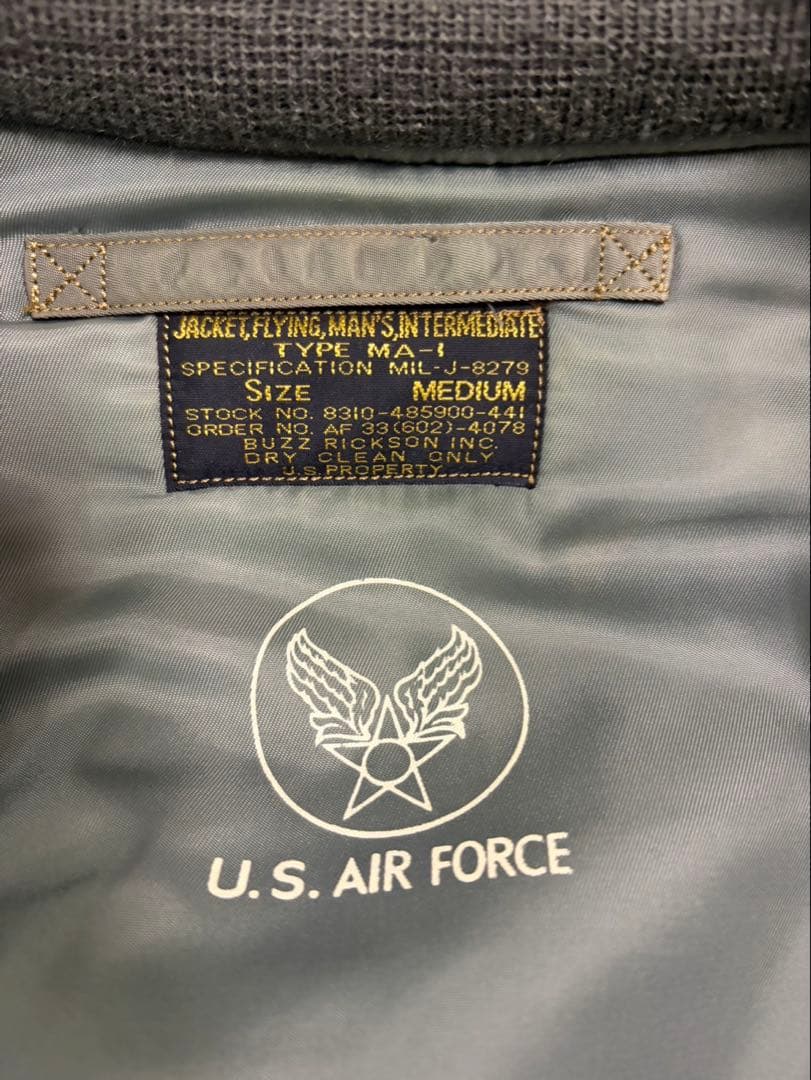 JACKET, FLYING, MAN'S, INTERMEDIATE
TYPE MA-1
SPECIFICATION MIL-J-8279
SIZE MEDIUM
STOCK NO. 8310-485900-441
ORDER NO. AF 33(602)-4078
BUZZ RICKSON INC.
DRY CLEAN ONLY
U.S. PROPERTY
U.S. AIR FORCE